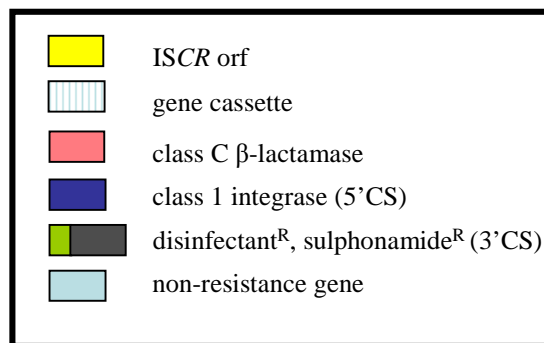 ISCR orf
gene cassette
class C β-lactamase
class 1 integrase (5’CS)
disinfectantᴿ, sulphonamideᴿ (3’CS)
non-resistance gene